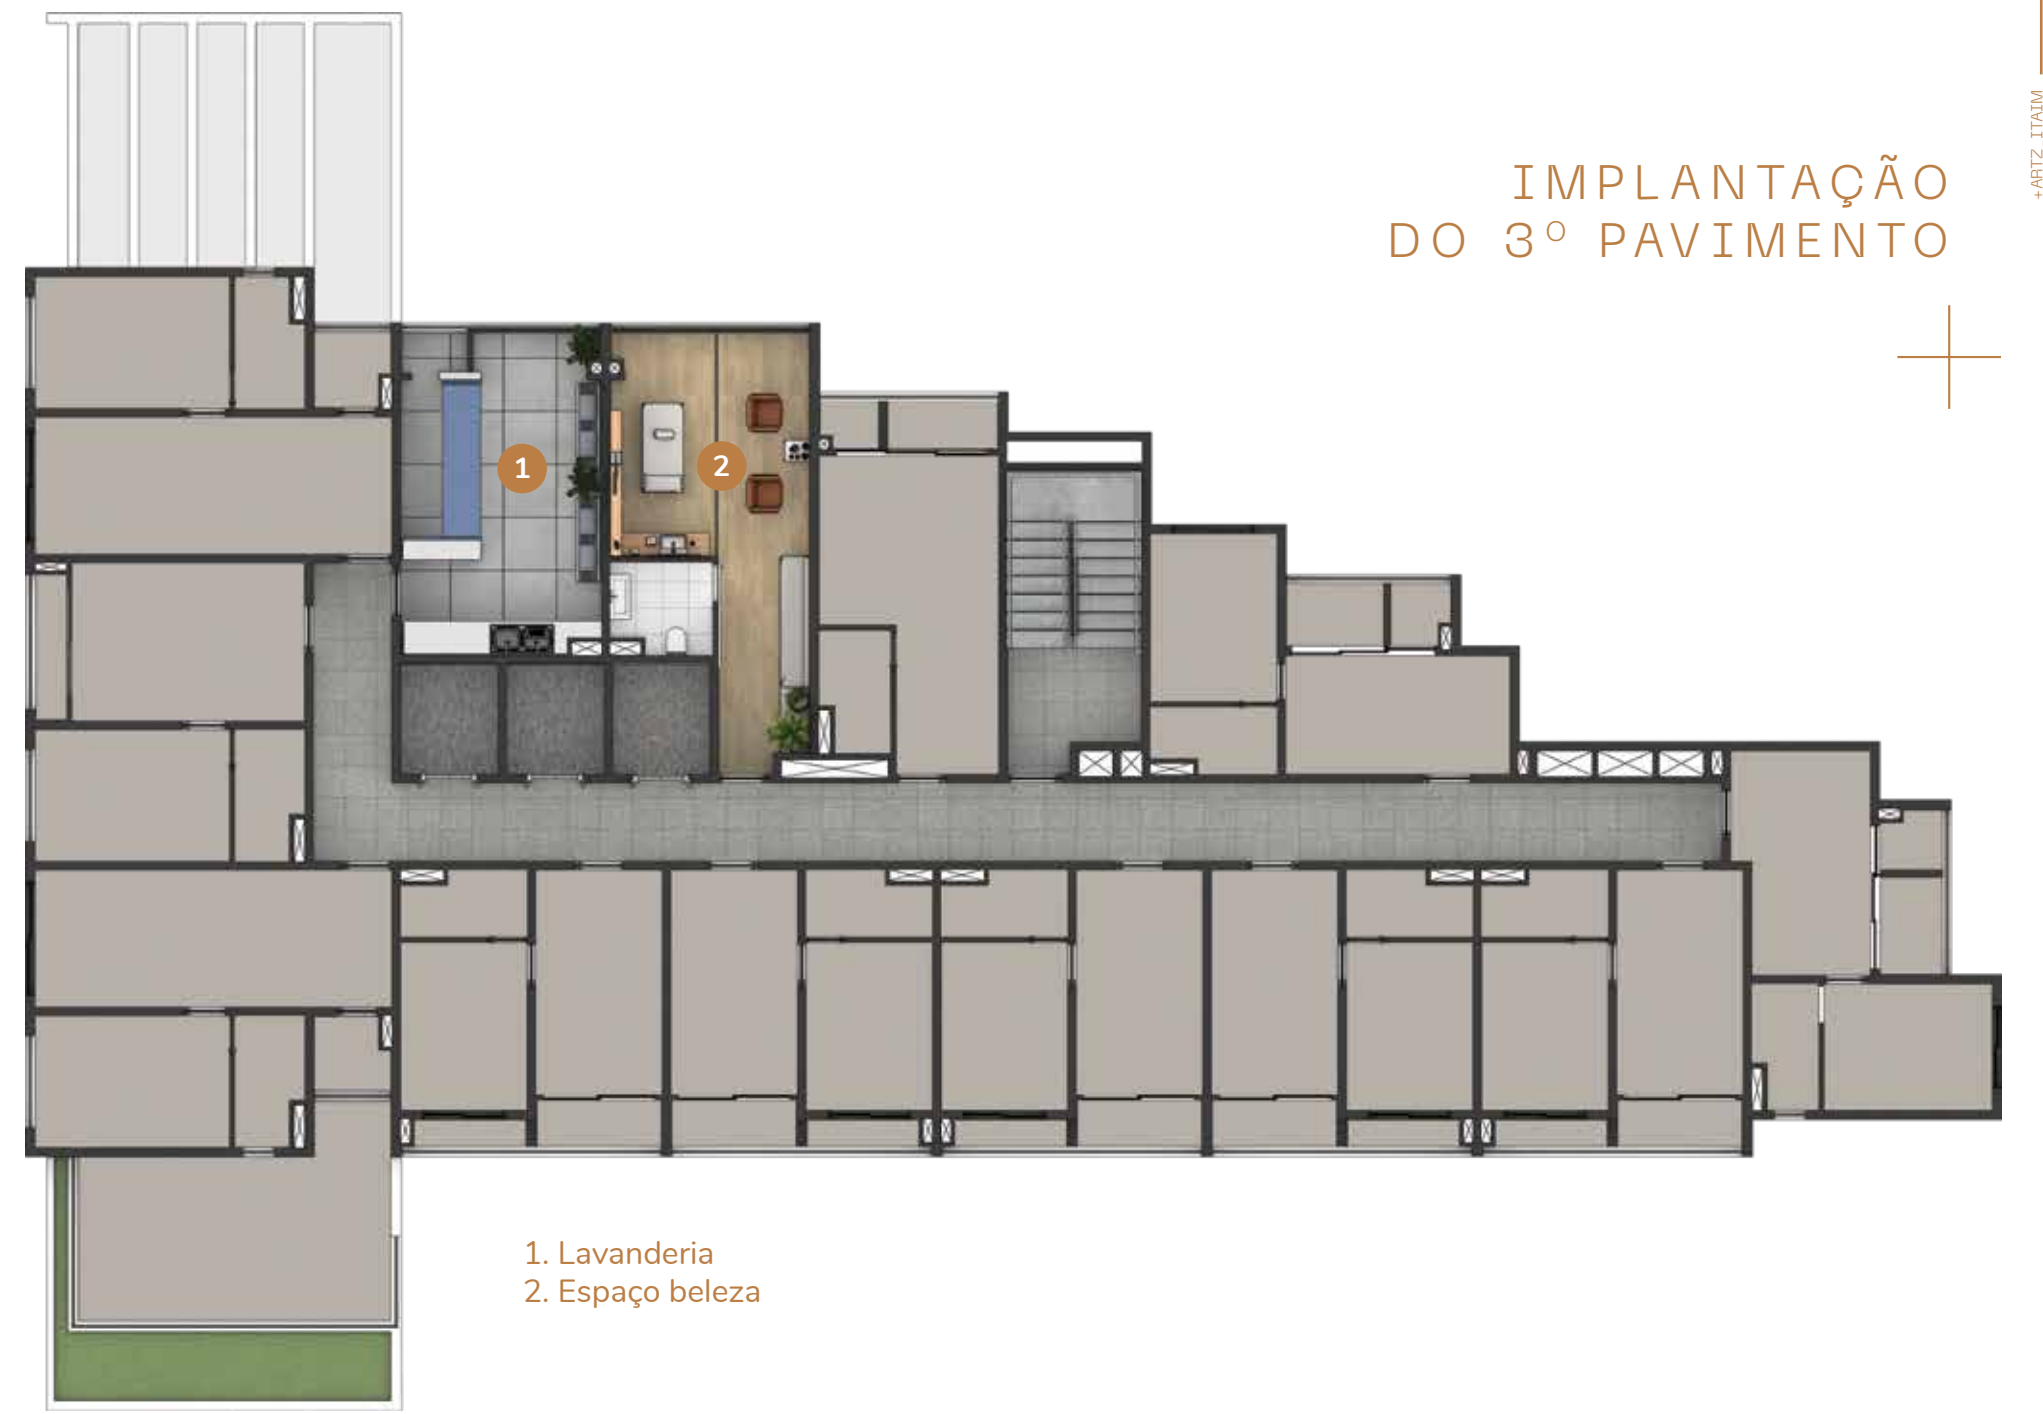 +ARTZ ITAIM
IMPLANTAÇÃO
DO 3º PAVIMENTO
1
2
1. Lavanderia
2. Espaço beleza